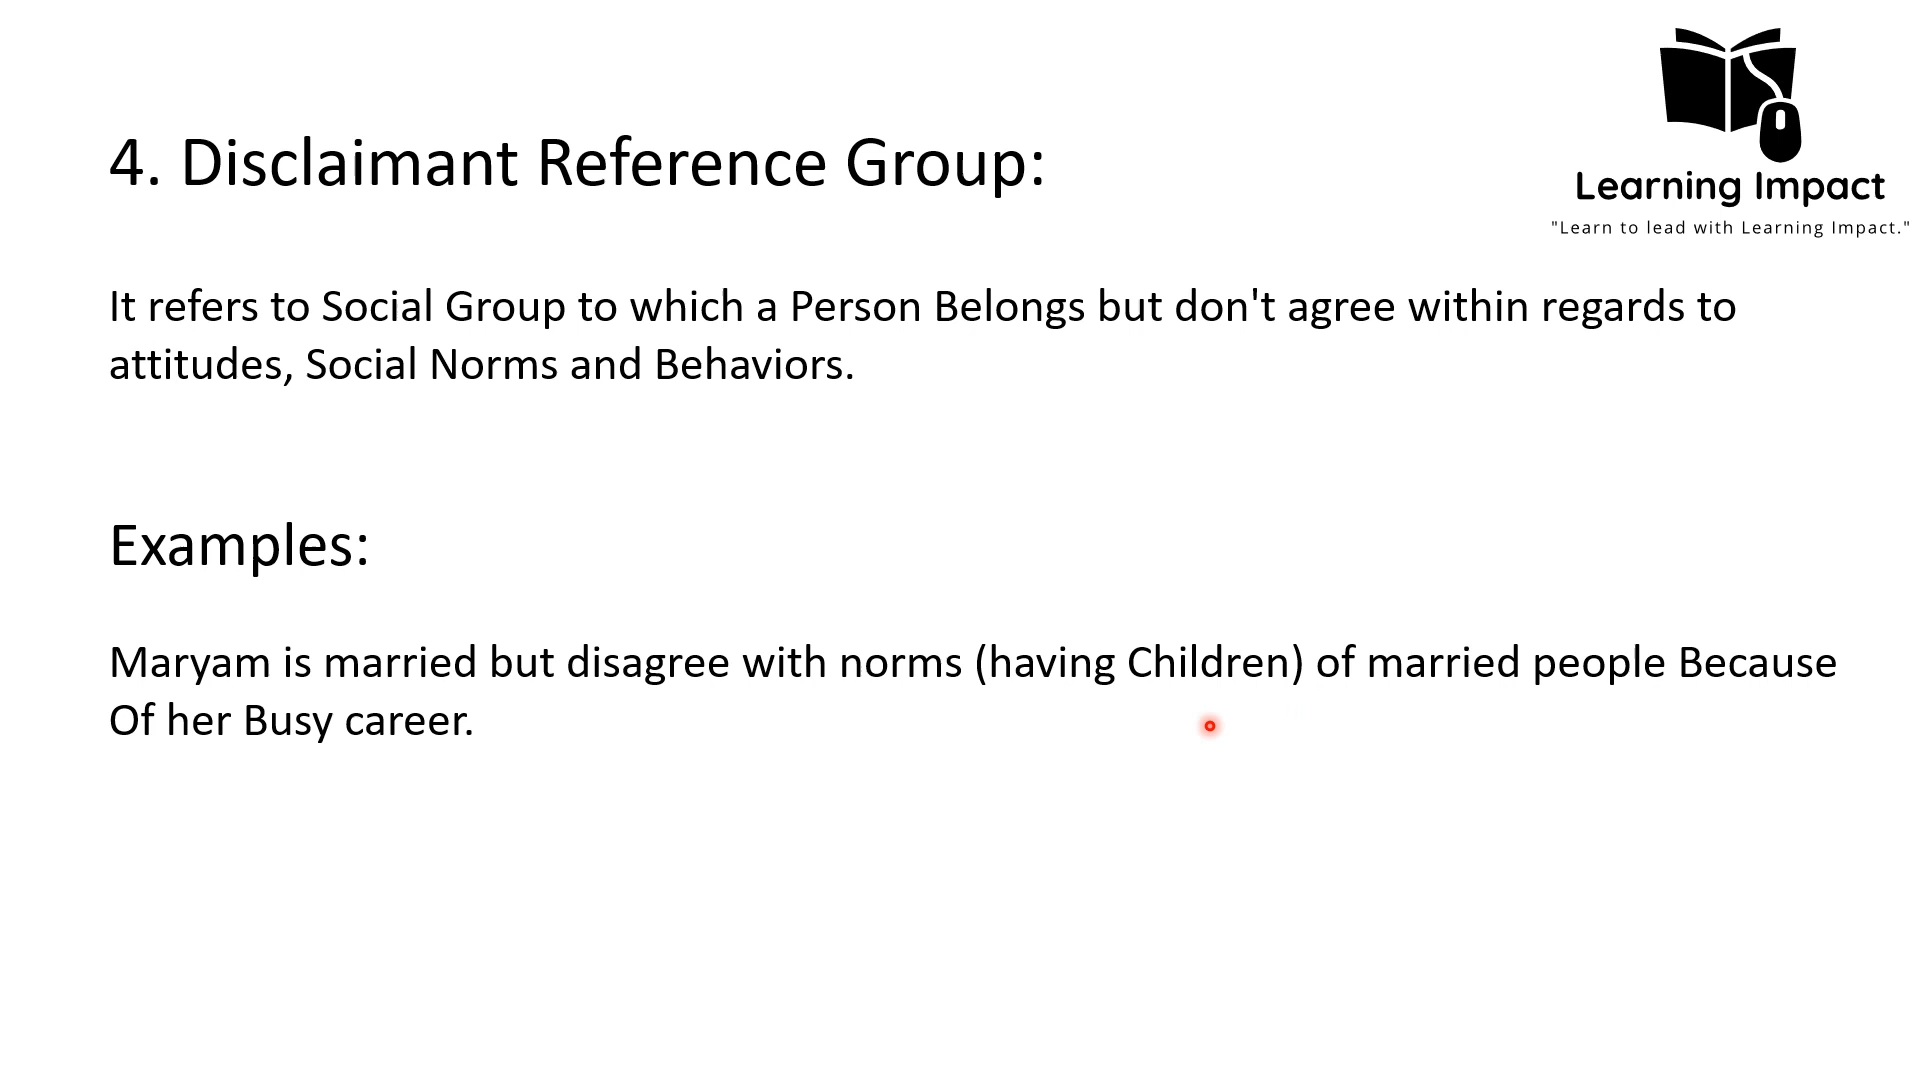 4. Disclaimant Reference Group:
Learning Impact
"Learn to lead with Learning Impact."
It refers to Social Group to which a Person Belongs but don't agree within regards to
attitudes, Social Norms and Behaviors.
Examples:
Maryam is married but disagree with norms (having Children) of married people Because
Of her Busy career.